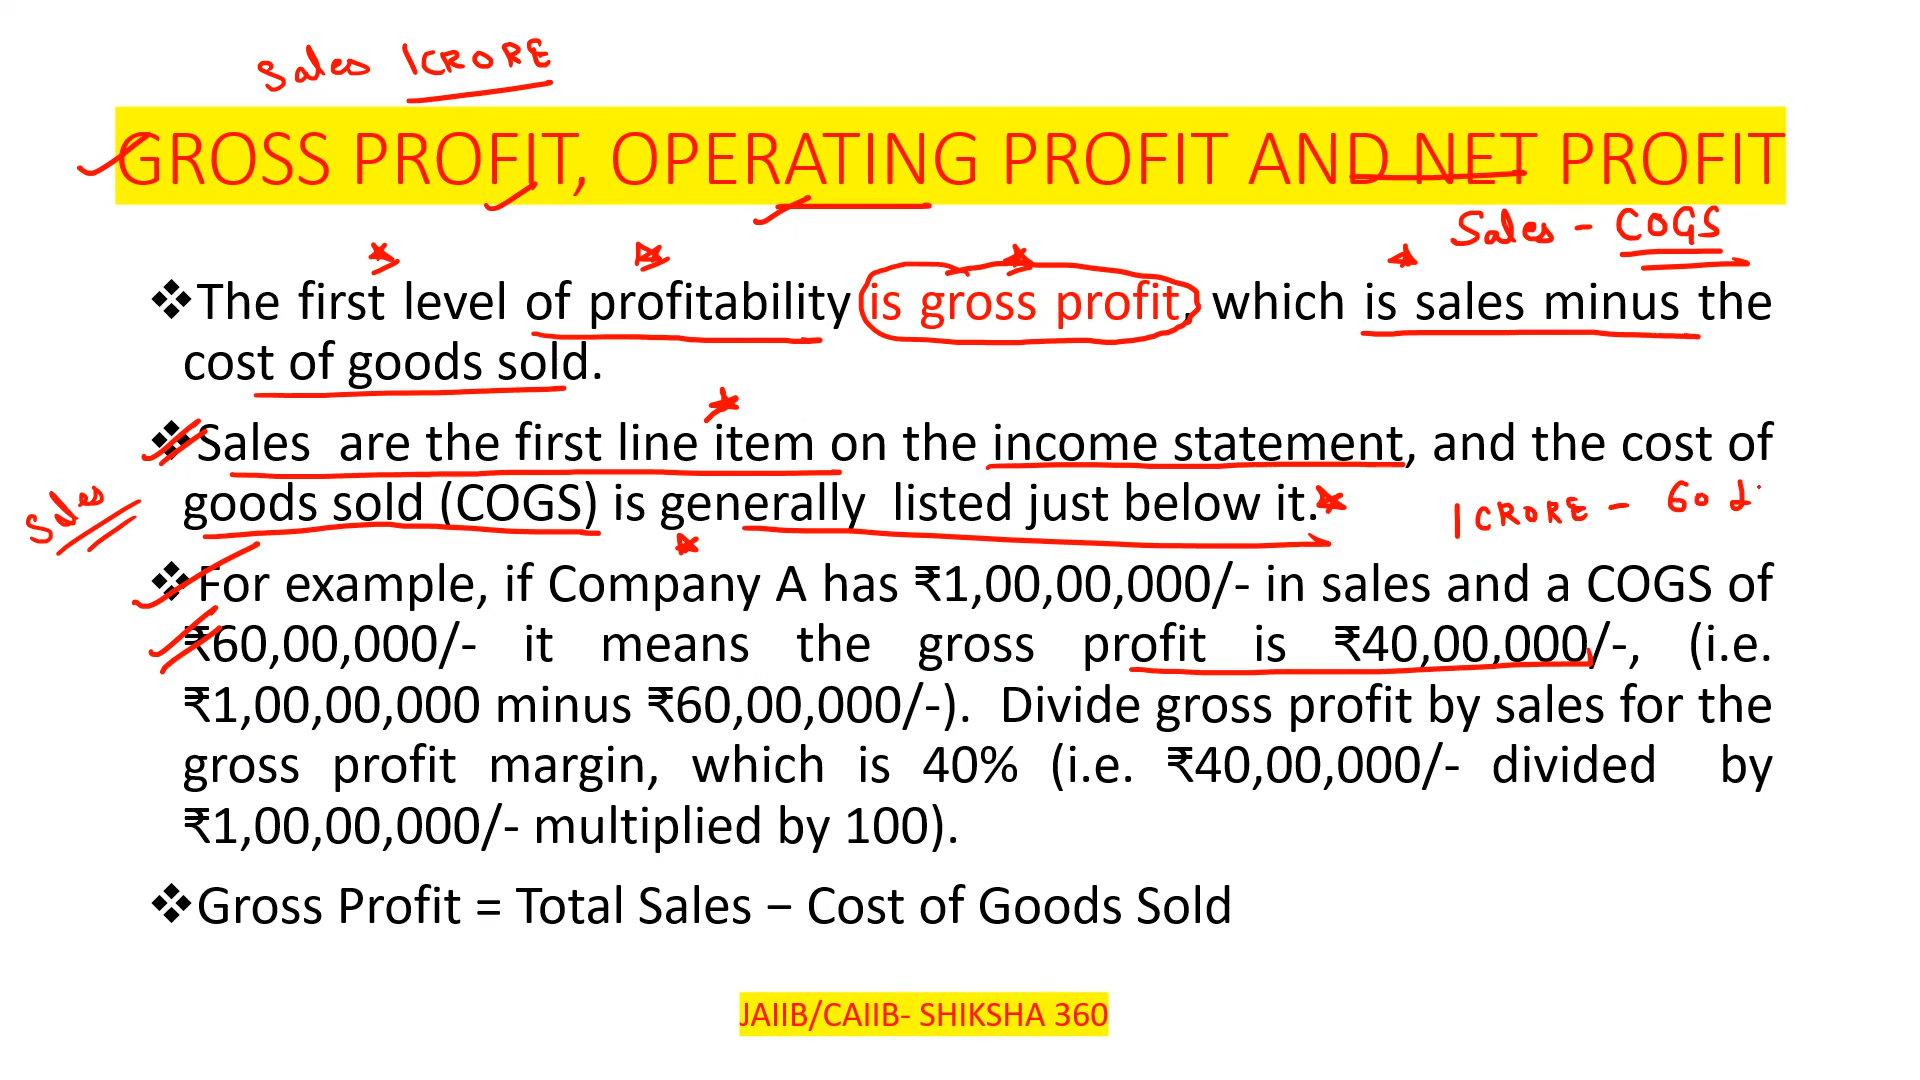 Sales 1CRORE
GROSS PROFIT, OPERATING PROFIT AND NET PROFIT
Sales - COGS
❖The first level of profitability is gross profit, which is sales minus the
cost of goods sold.
❖Sales are the first line item on the income statement, and the cost of
goods sold (COGS) is generally listed just below it.
Sales
1 CRORE - 60 L
❖For example, if Company A has ₹1,00,00,000/- in sales and a COGS of
₹60,00,000/- it means the gross profit is ₹40,00,000/-, (i.e.
₹1,00,00,000 minus ₹60,00,000/-). Divide gross profit by sales for the
gross profit margin, which is 40% (i.e. ₹40,00,000/- divided by
₹1,00,00,000/- multiplied by 100).
❖Gross Profit = Total Sales – Cost of Goods Sold
JAIIB/CAIIB- SHIKSHA 360